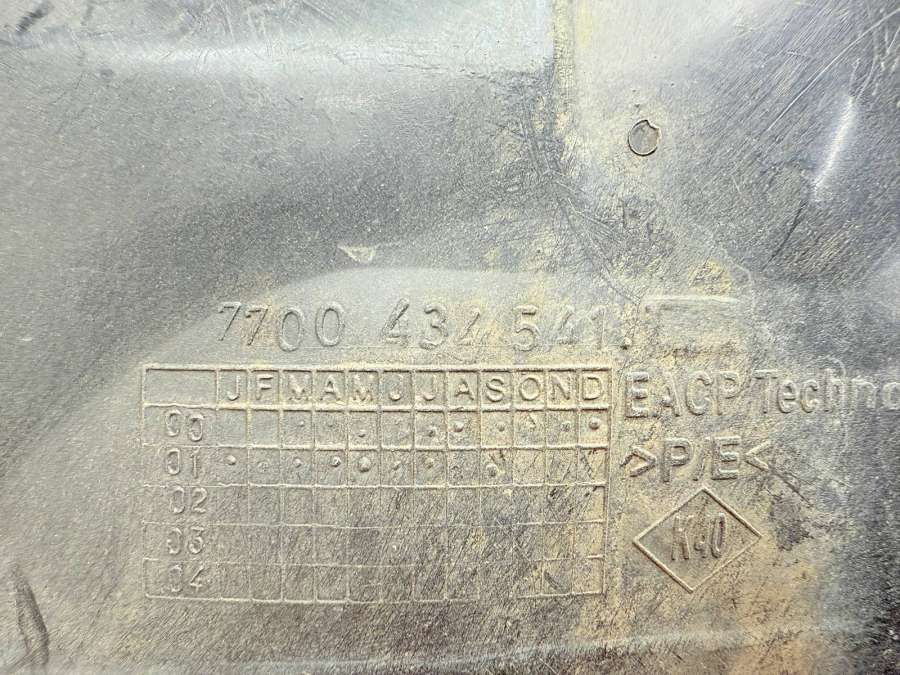 7700 434 541
J F M A M J J A S O N D
00
01
02
03
04
EACP/Techno
>P/E<
K40